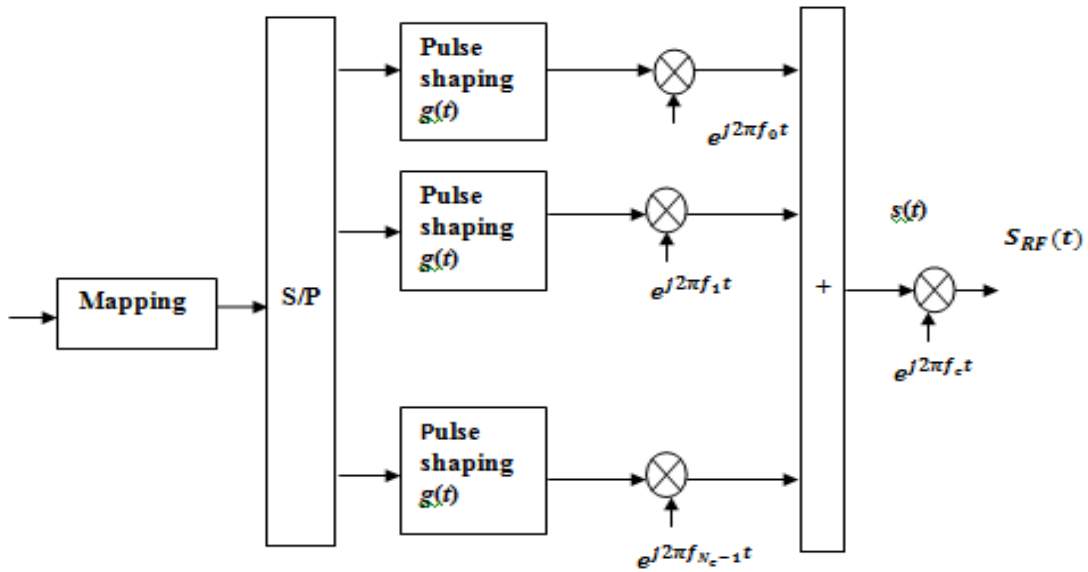 Pulse
shaping
g(t)
e^{j2πf_0t}
Pulse
shaping
g(t)
e^{j2πf_1t}
s(t)
S_{RF}(t)
Mapping
S/P
+
e^{j2πf_ct}
Pulse
shaping
g(t)
e^{j2πf_{N_c-1}t}